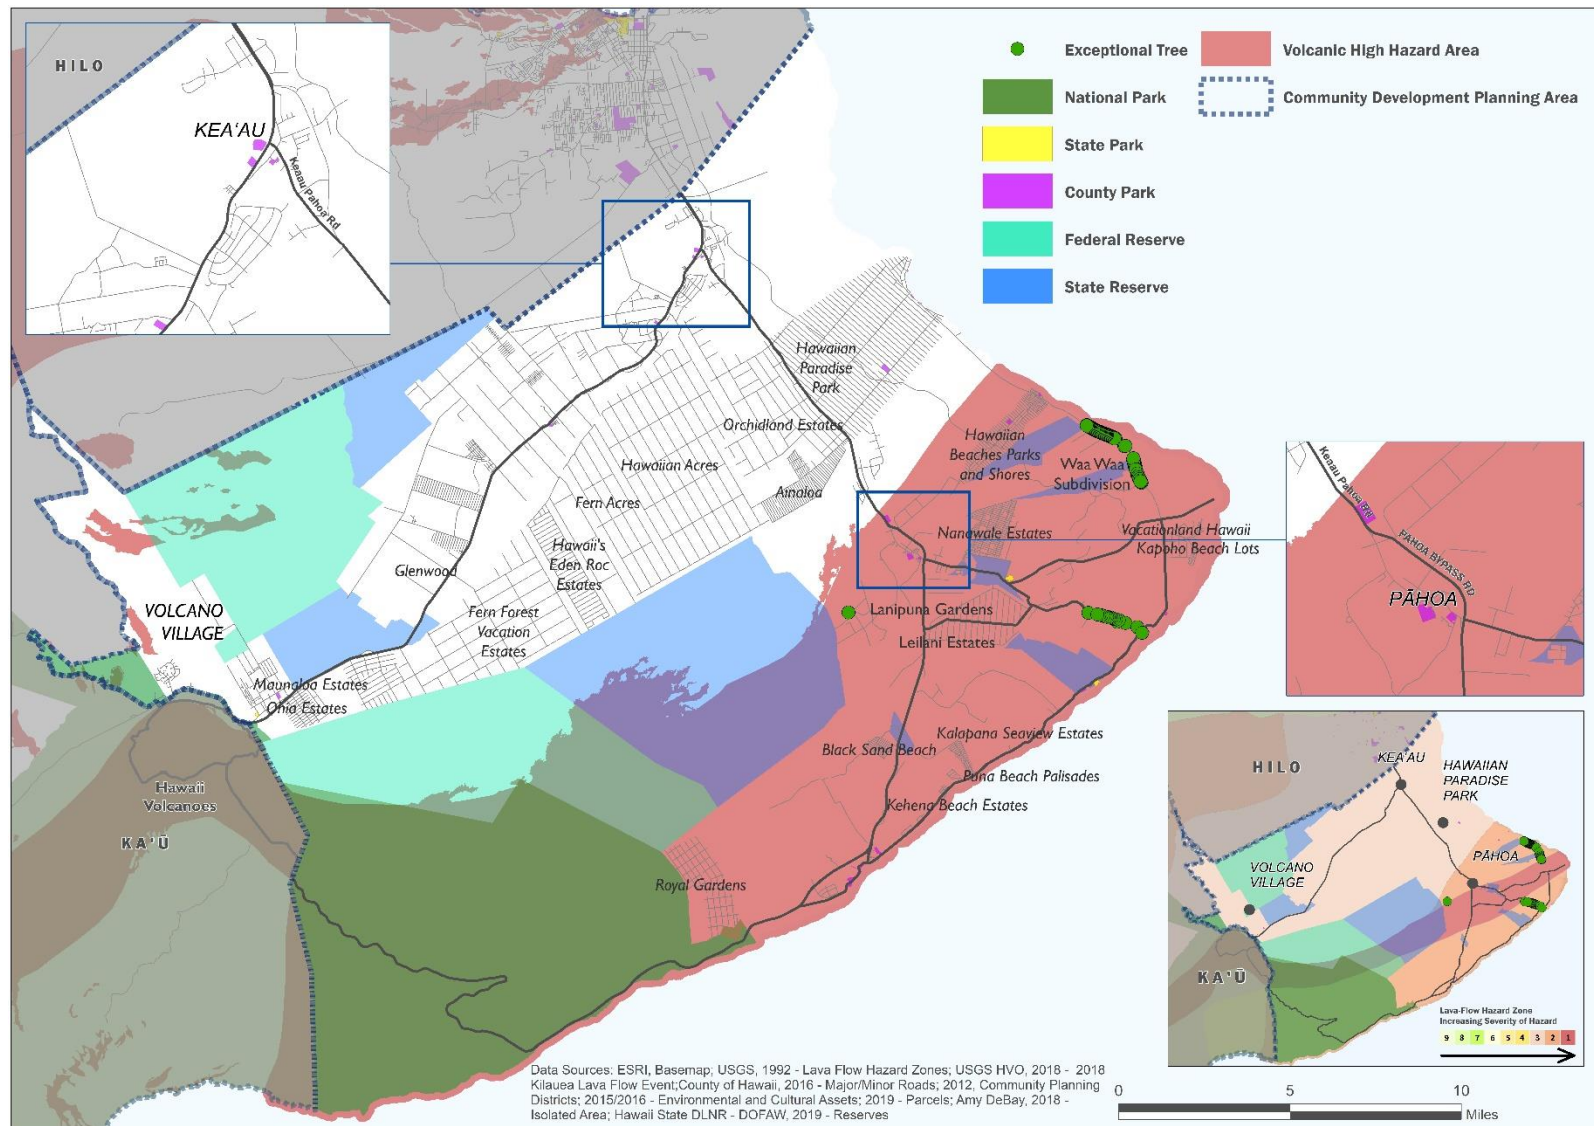 HILO
KEA'AU
Keaau Pahoa Rd
Exceptional Tree
National Park
State Park
County Park
Federal Reserve
State Reserve
Volcanic High Hazard Area
Community Development Planning Area
Hawaiian
Paradise
Park
Orchidland Estates
Hawaiian Acres
Ainaloa
Fern Acres
Hawaii's
Eden Roc
Estates
Glenwood
Fern Forest
Vacation
Estates
VOLCANO
VILLAGE
Maunaloa Estates
Ohia Estates
Hawaii
Volcanoes
KA'Ū
Hawaiian
Beaches Parks
and Shores
Waa Waa
Subdivision
Nanawale Estates
Vacationland Hawaii
Kapoho Beach Lots
Lanipuna Gardens
Leilani Estates
Black Sand Beach
Kalapana Seaview Estates
Puna Beach Palisades
Kehena Beach Estates
Royal Gardens
Keaau Pahoa Rd
PAHOA BYPASS RD
PĀHOA
HILO
KEA'AU
HAWAIIAN
PARADISE
PARK
PĀHOA
VOLCANO
VILLAGE
KA'Ū
Lava-Flow Hazard Zone
Increasing Severity of Hazard
9 8 7 6 5 4 3 2 1
Data Sources: ESRI, Basemap; USGS, 1992 - Lava Flow Hazard Zones; USGS HVO, 2018 - 2018
Kilauea Lava Flow Event;County of Hawaii, 2016 - Major/Minor Roads; 2012, Community Planning
Districts; 2015/2016 - Environmental and Cultural Assets; 2019 - Parcels; Amy DeBay, 2018 -
Isolated Area; Hawaii State DLNR - DOFAW, 2019 - Reserves
0 5 10
Miles